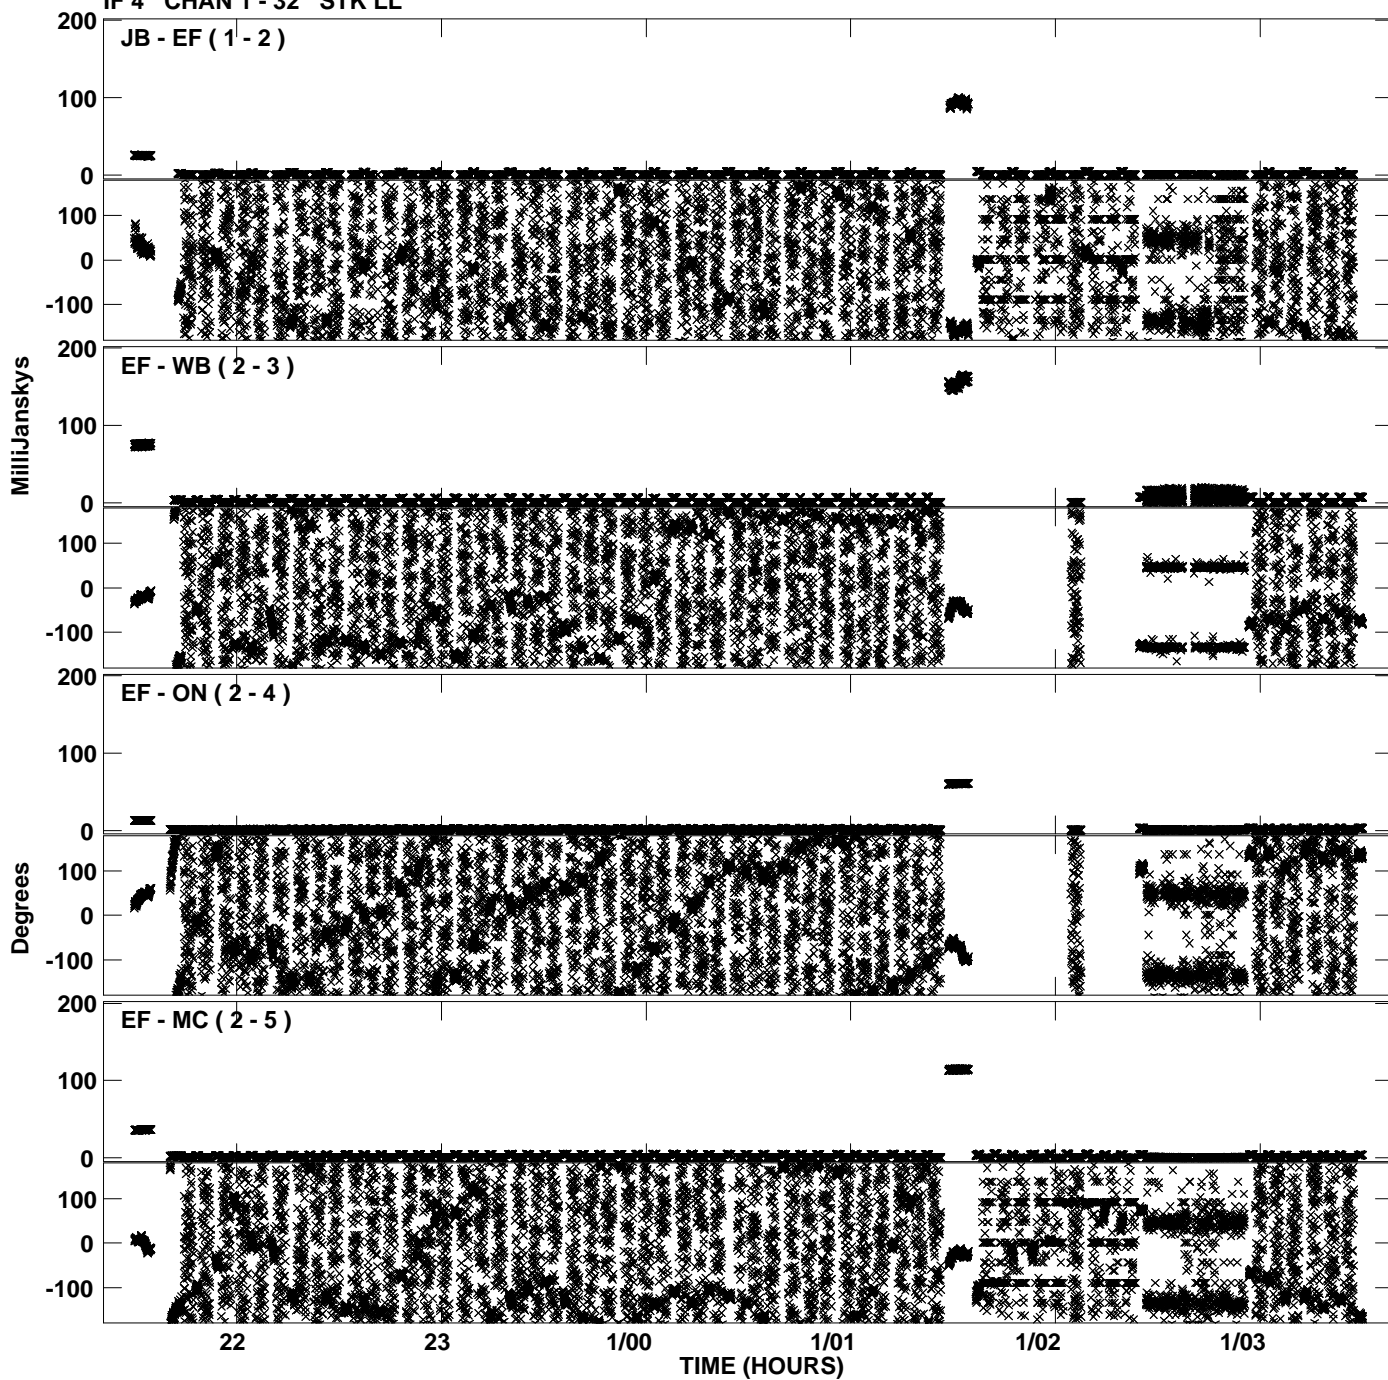 IF 4 CHAN 1 - 32 STK LL
JB - EF ( 1 - 2 )
200
100
0
100
0
-100
EF - WB ( 2 - 3 )
200
100
0
100
0
-100
EF - ON ( 2 - 4 )
200
100
0
100
0
-100
EF - MC ( 2 - 5 )
200
100
0
100
0
-100
MilliJanskys
Degrees
22 23 1/00 1/01 1/02 1/03
TIME (HOURS)